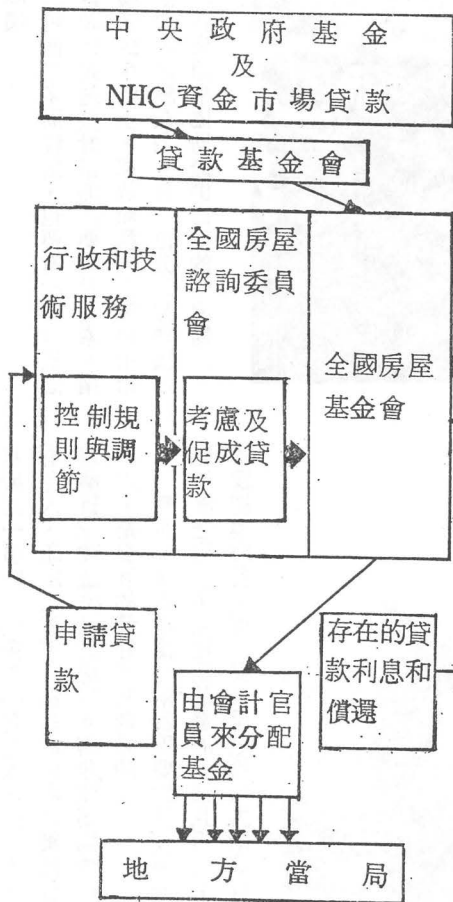 中央政府基金
及
NHC資金市場貸款
貸款基金會
行政和技
術服務
全國房屋
諮詢委員
會
全國房屋
基金會
控制規
則與調
節
考慮及
促成貸
款
申請貸
款
由會計官
員來分配
基金
存在的貸
款利息和
償還
地方當局